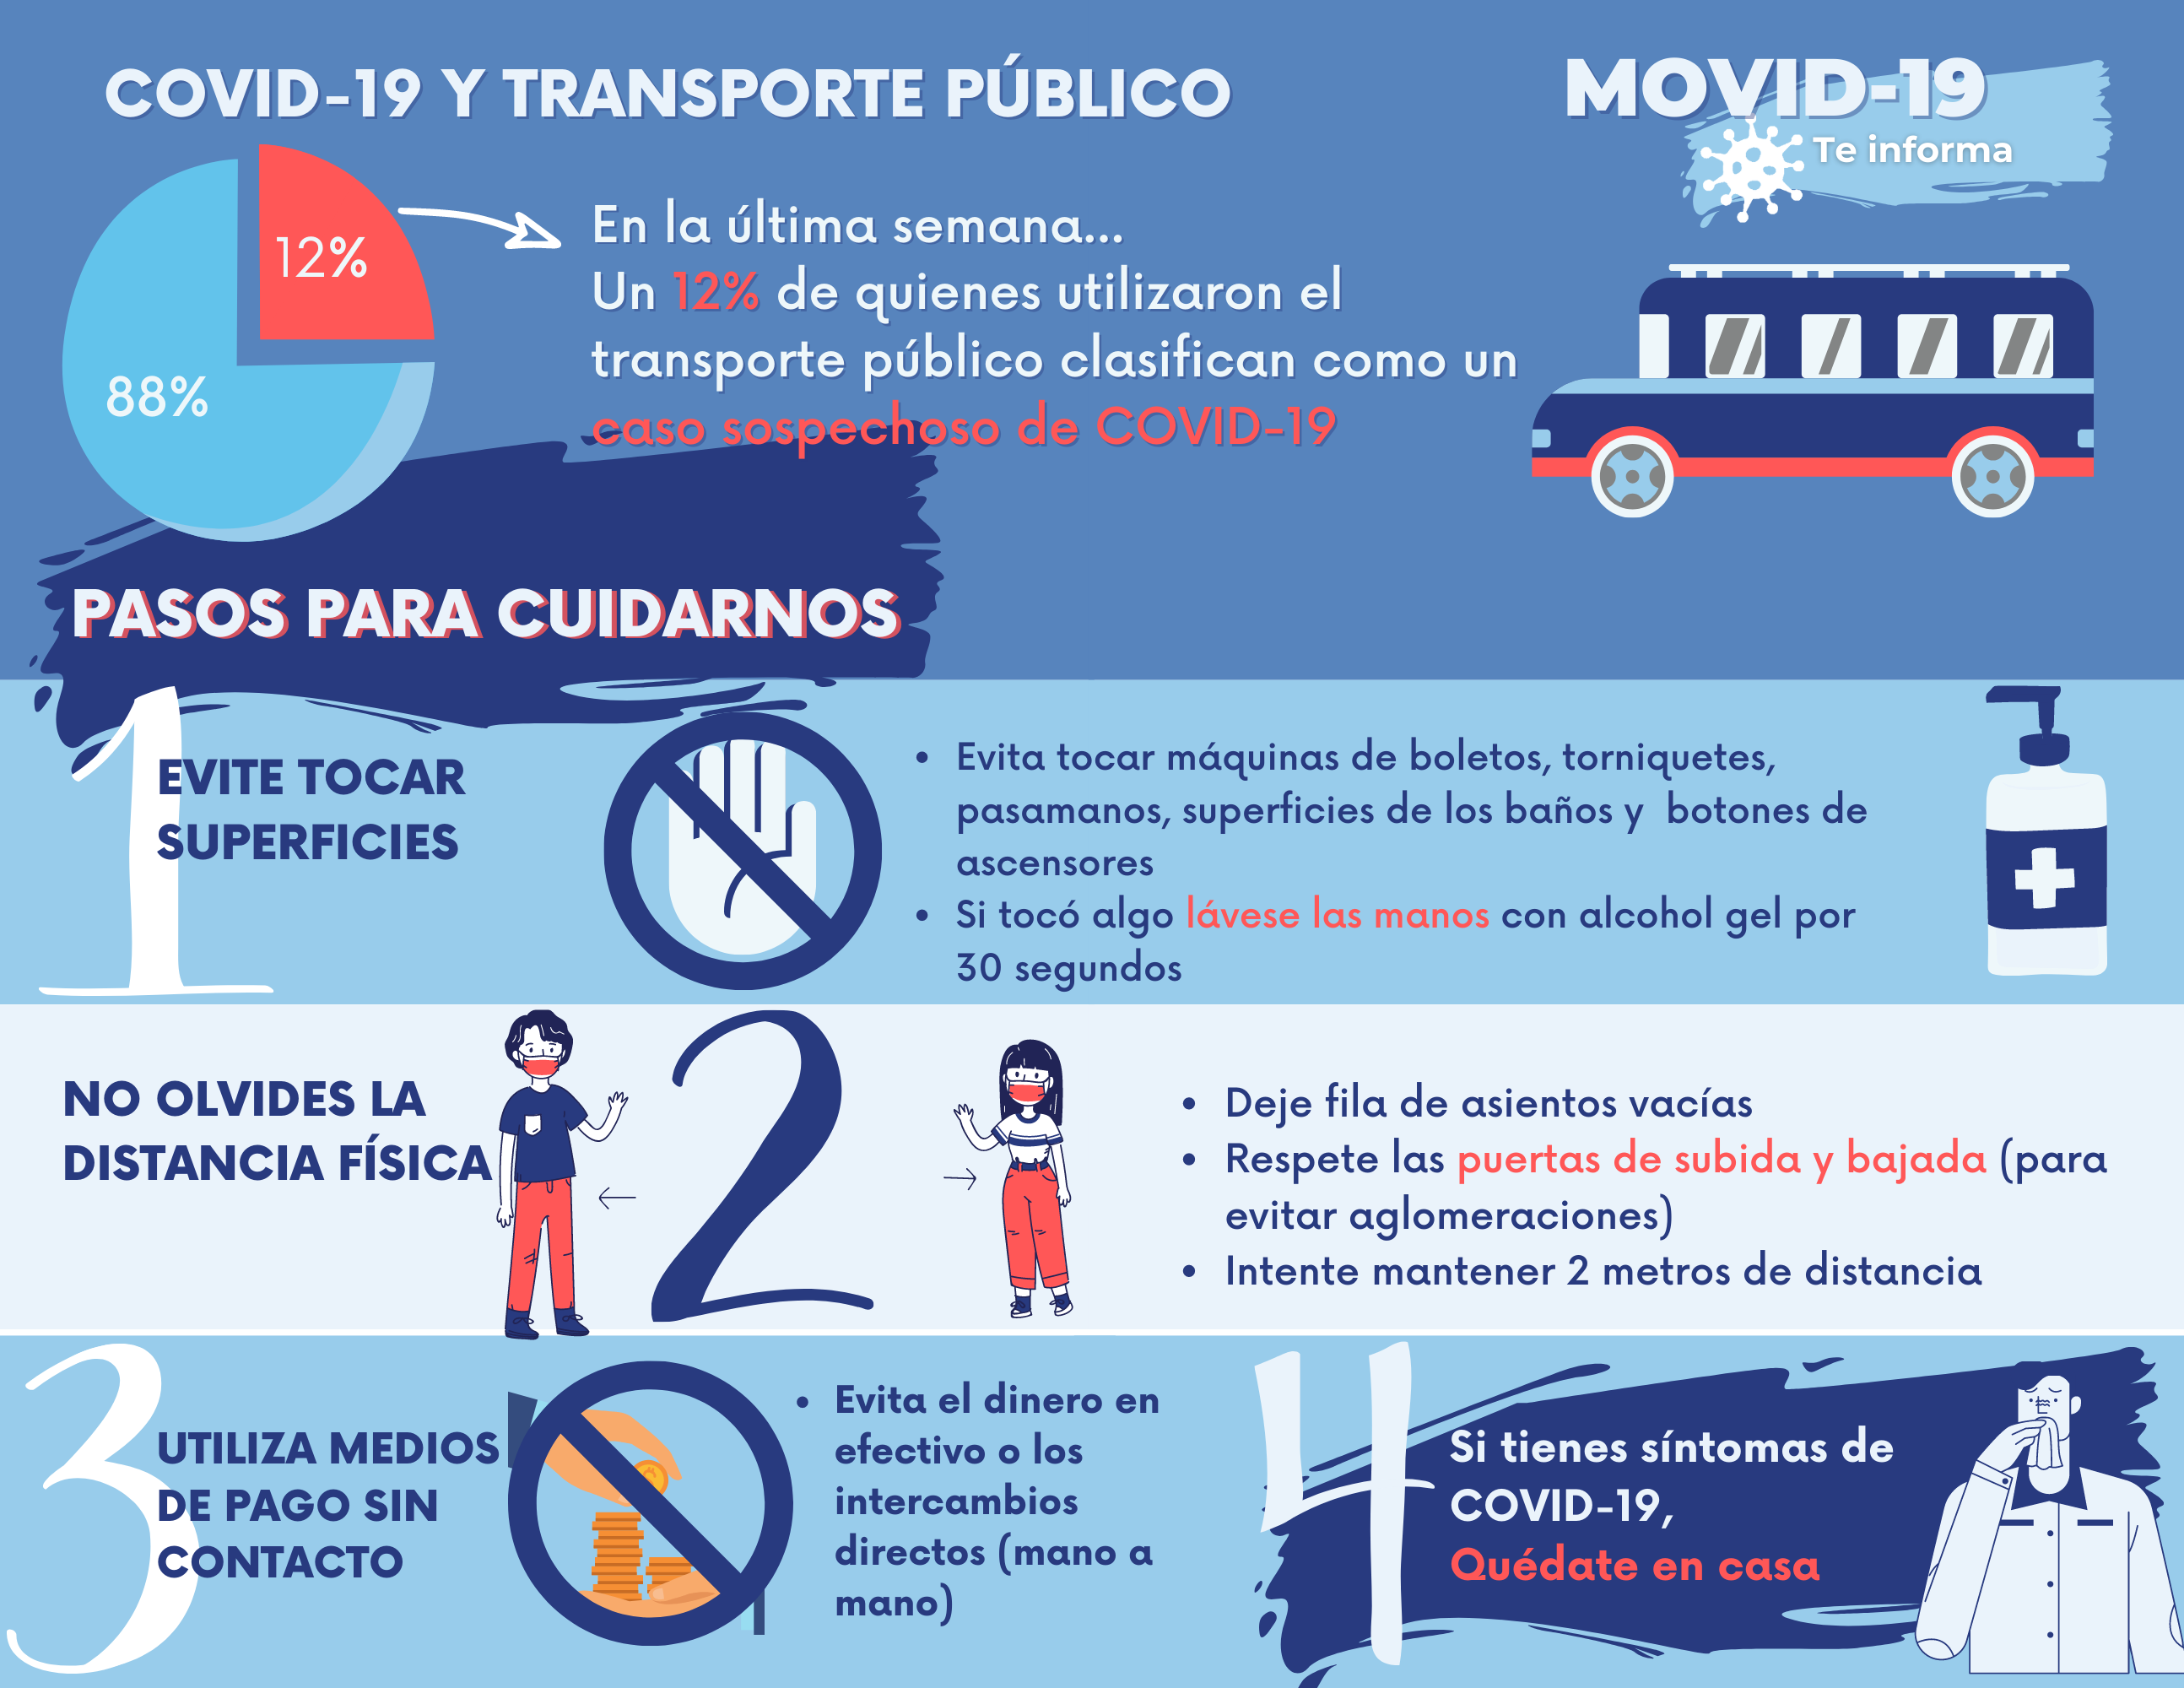 COVID-19 Y TRANSPORTE PÚBLICO
MOVID-19
Te informa
12%
88%
En la última semana...
Un 12% de quienes utilizaron el
transporte público clasifican como un
caso sospechoso de COVID-19
PASOS PARA CUIDARNOS
1
EVITE TOCAR
SUPERFICIES
• Evita tocar máquinas de boletos, torniquetes,
pasamanos, superficies de los baños y botones de
ascensores
• Si tocó algo lávese las manos con alcohol gel por
30 segundos
NO OLVIDES LA
DISTANCIA FÍSICA
2
• Deje fila de asientos vacías
• Respete las puertas de subida y bajada (para
evitar aglomeraciones)
• Intente mantener 2 metros de distancia
3
UTILIZA MEDIOS
DE PAGO SIN
CONTACTO
• Evita el dinero en
efectivo o los
intercambios
directos (mano a
mano)
4
Si tienes síntomas de
COVID-19,
Quédate en casa